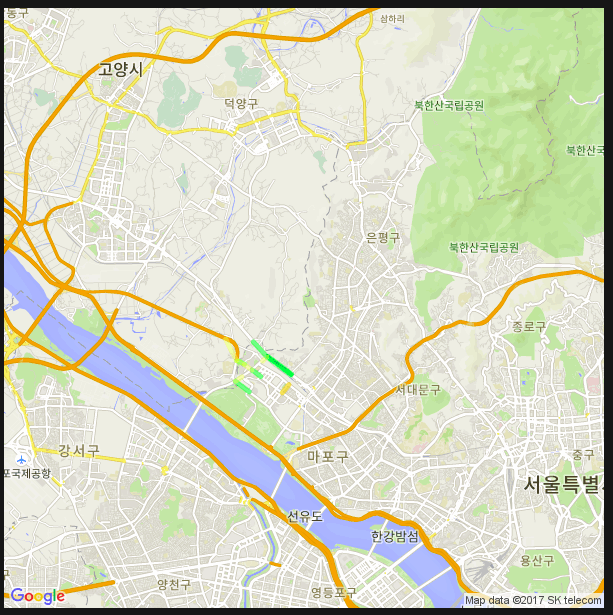 동구
삼하리
고양시
덕양구
북한산국립공원
북한산국
은평구
북한산국립공원
종로구
서대문구
강서구
마포구
중구
포국제공항
서울특별시
선유도
한강밤섬
용산구
양천구
영등포구
Google
Map data ©2017 SK telecom